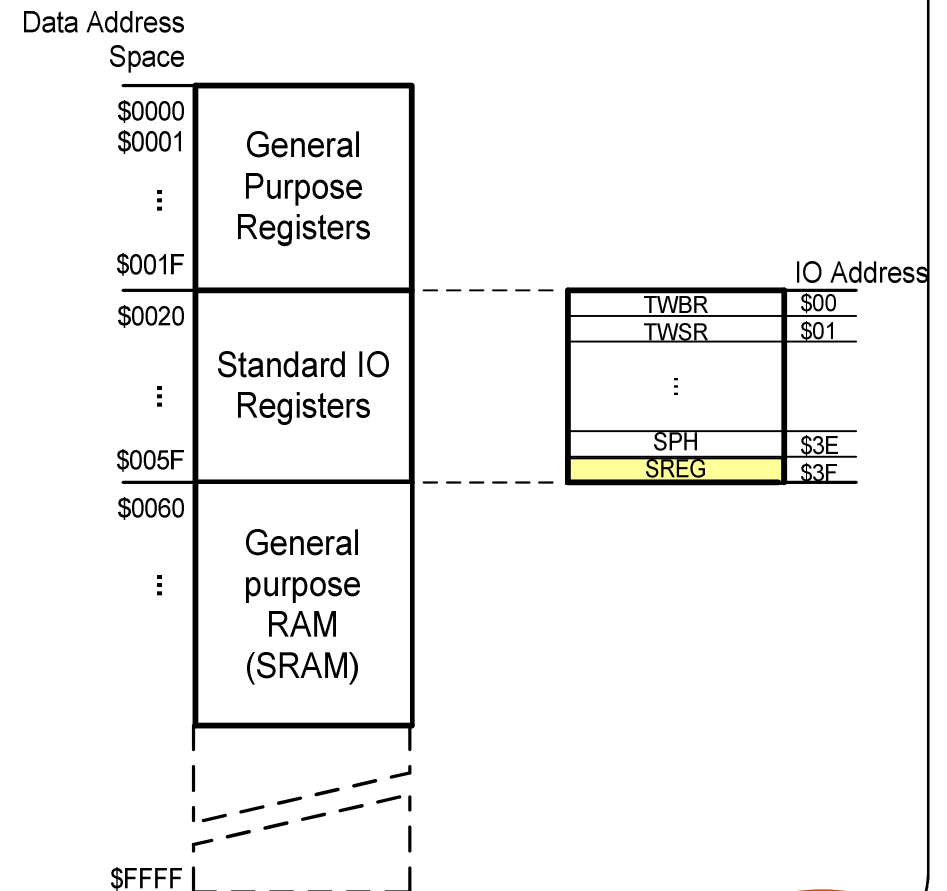 Data Address
Space
$0000
$0001
⋮
$001F
General
Purpose
Registers
$0020
⋮
$005F
Standard IO
Registers
IO Address
TWBR $00
TWSR $01
⋮
SPH $3E
SREG $3F
$0060
⋮
General
purpose
RAM
(SRAM)
$FFFF